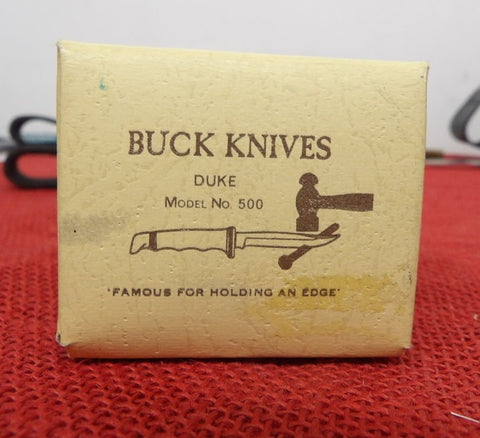 BUCK KNIVES
DUKE
MODEL NO. 500
'FAMOUS FOR HOLDING AN EDGE'